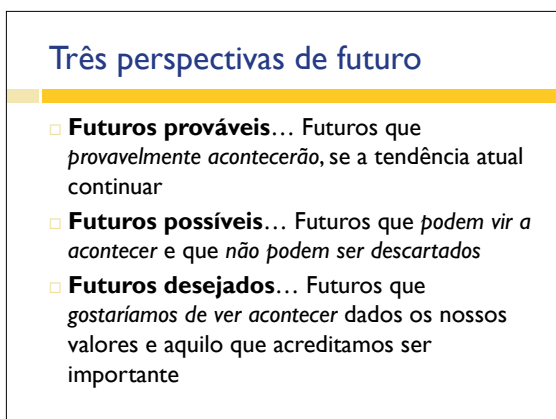 Três perspectivas de futuro
Futuros prováveis… Futuros que
provavelmente acontecerão, se a tendência atual
continuar
Futuros possíveis… Futuros que podem vir a
acontecer e que não podem ser descartados
Futuros desejados… Futuros que
gostaríamos de ver acontecer dados os nossos
valores e aquilo que acreditamos ser
importante